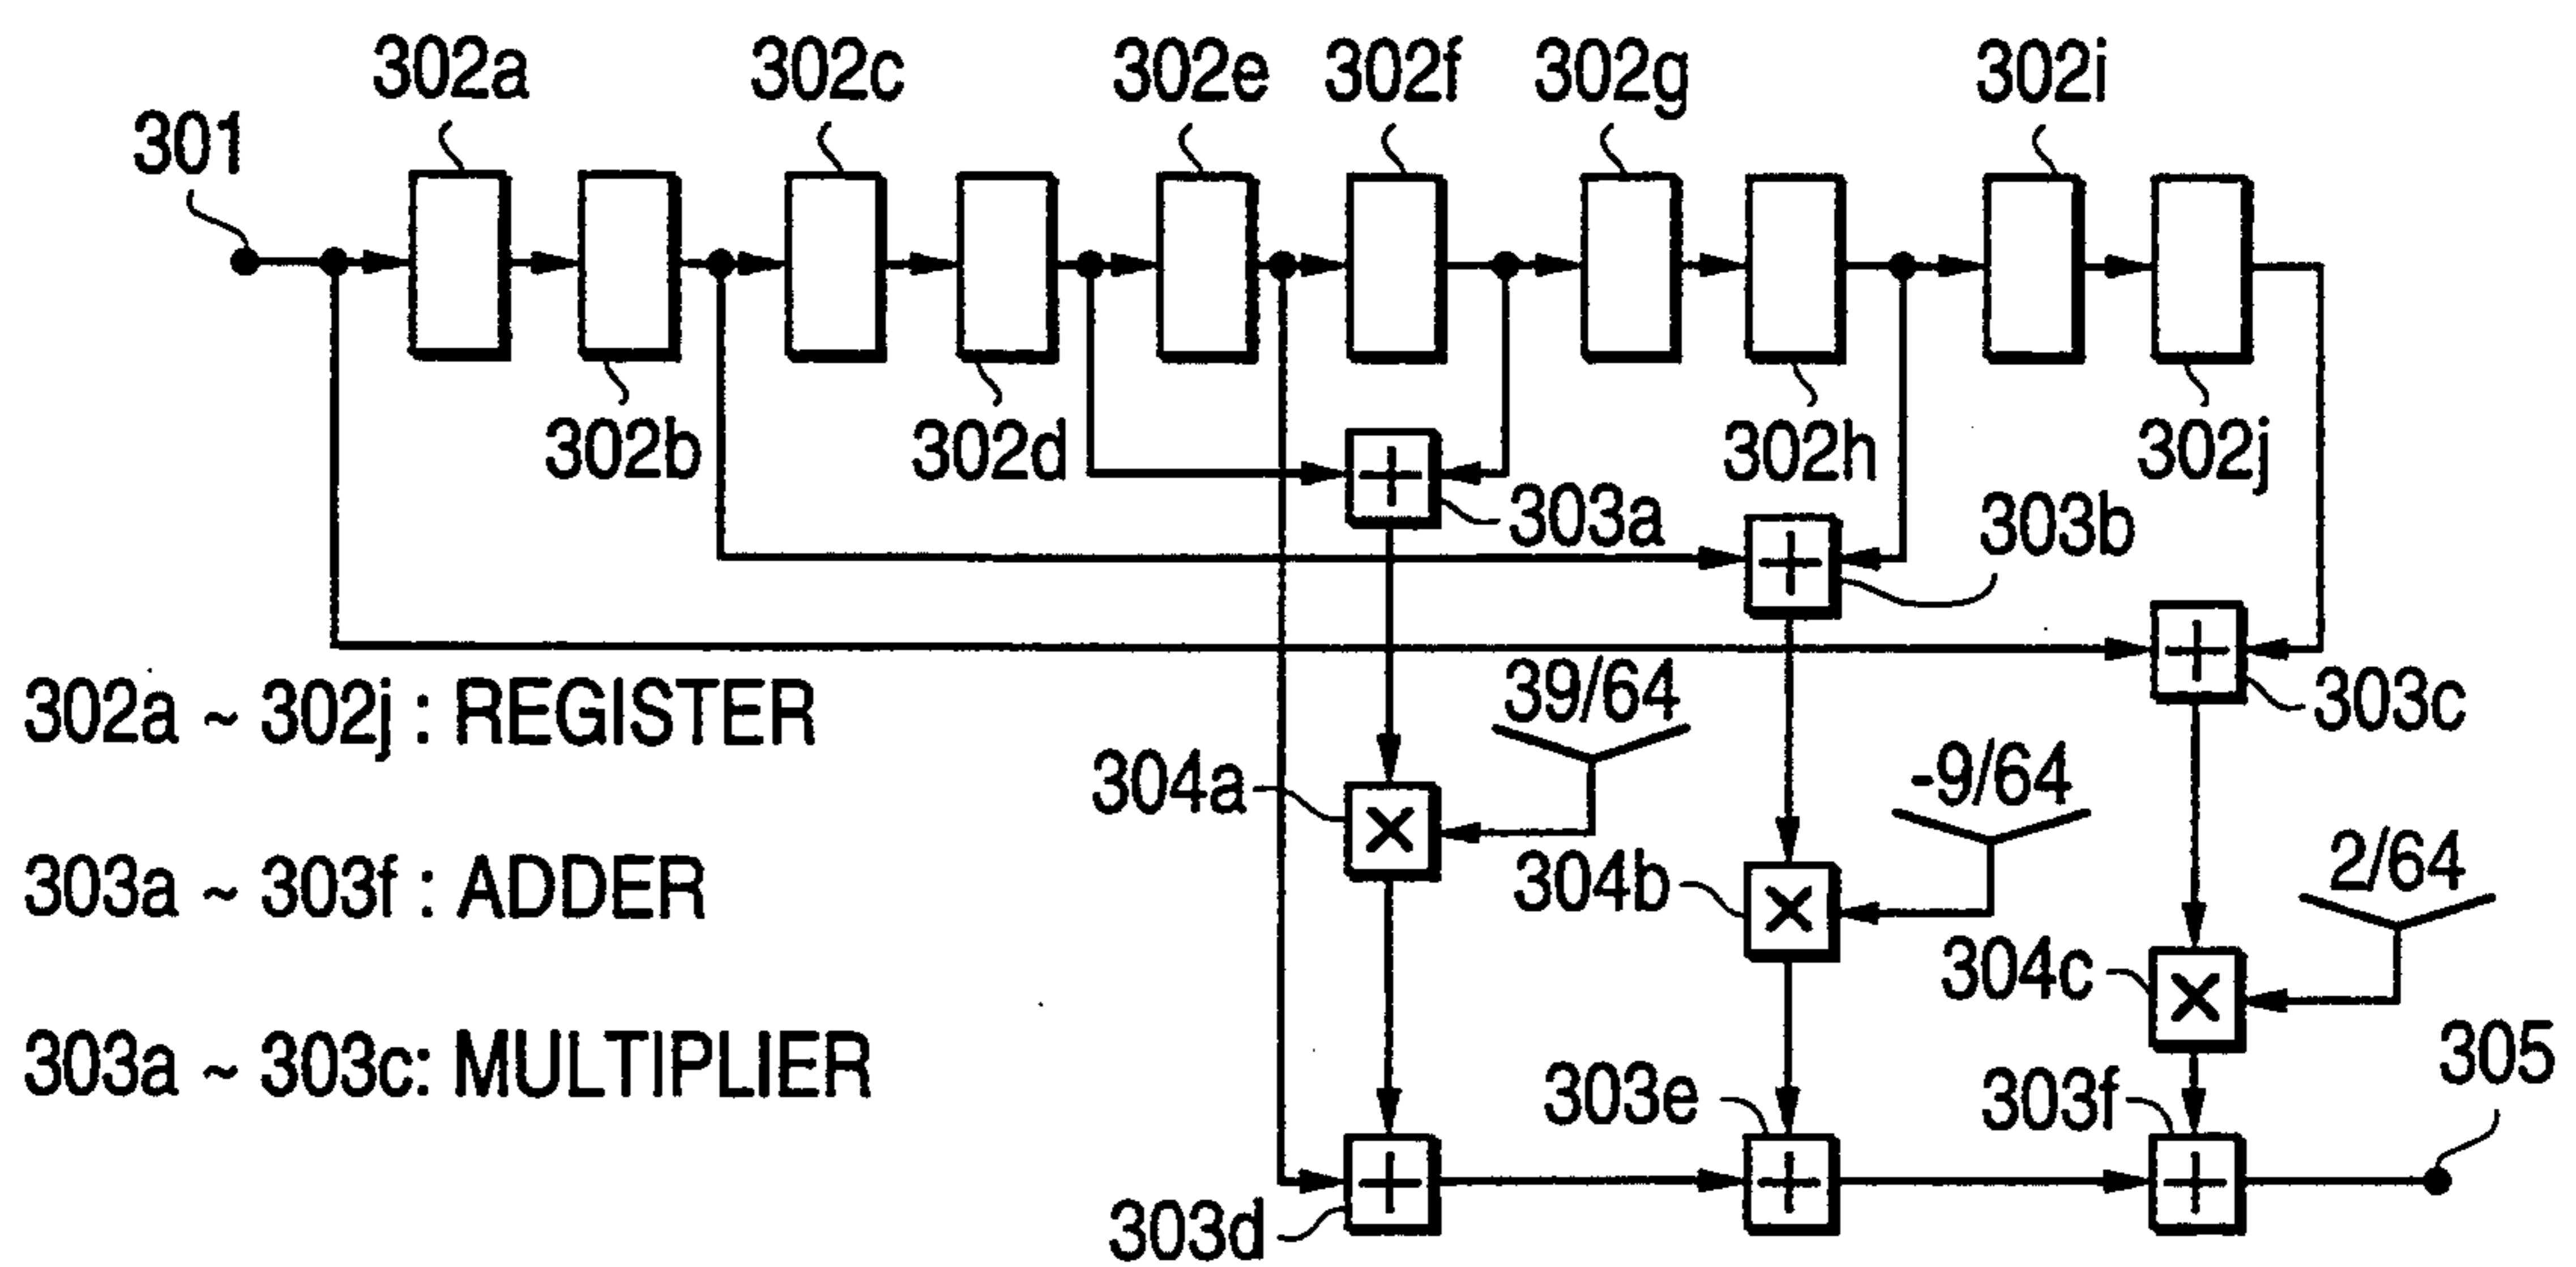 302a
302c
302e
302f
302g
302i
301
302b
302d
302h
302j
303a
303b
303c
302a ~ 302j : REGISTER
39/64
304a
-9/64
304b
2/64
303a ~ 303f : ADDER
304c
303a ~ 303c: MULTIPLIER
303e
303f
305
303d